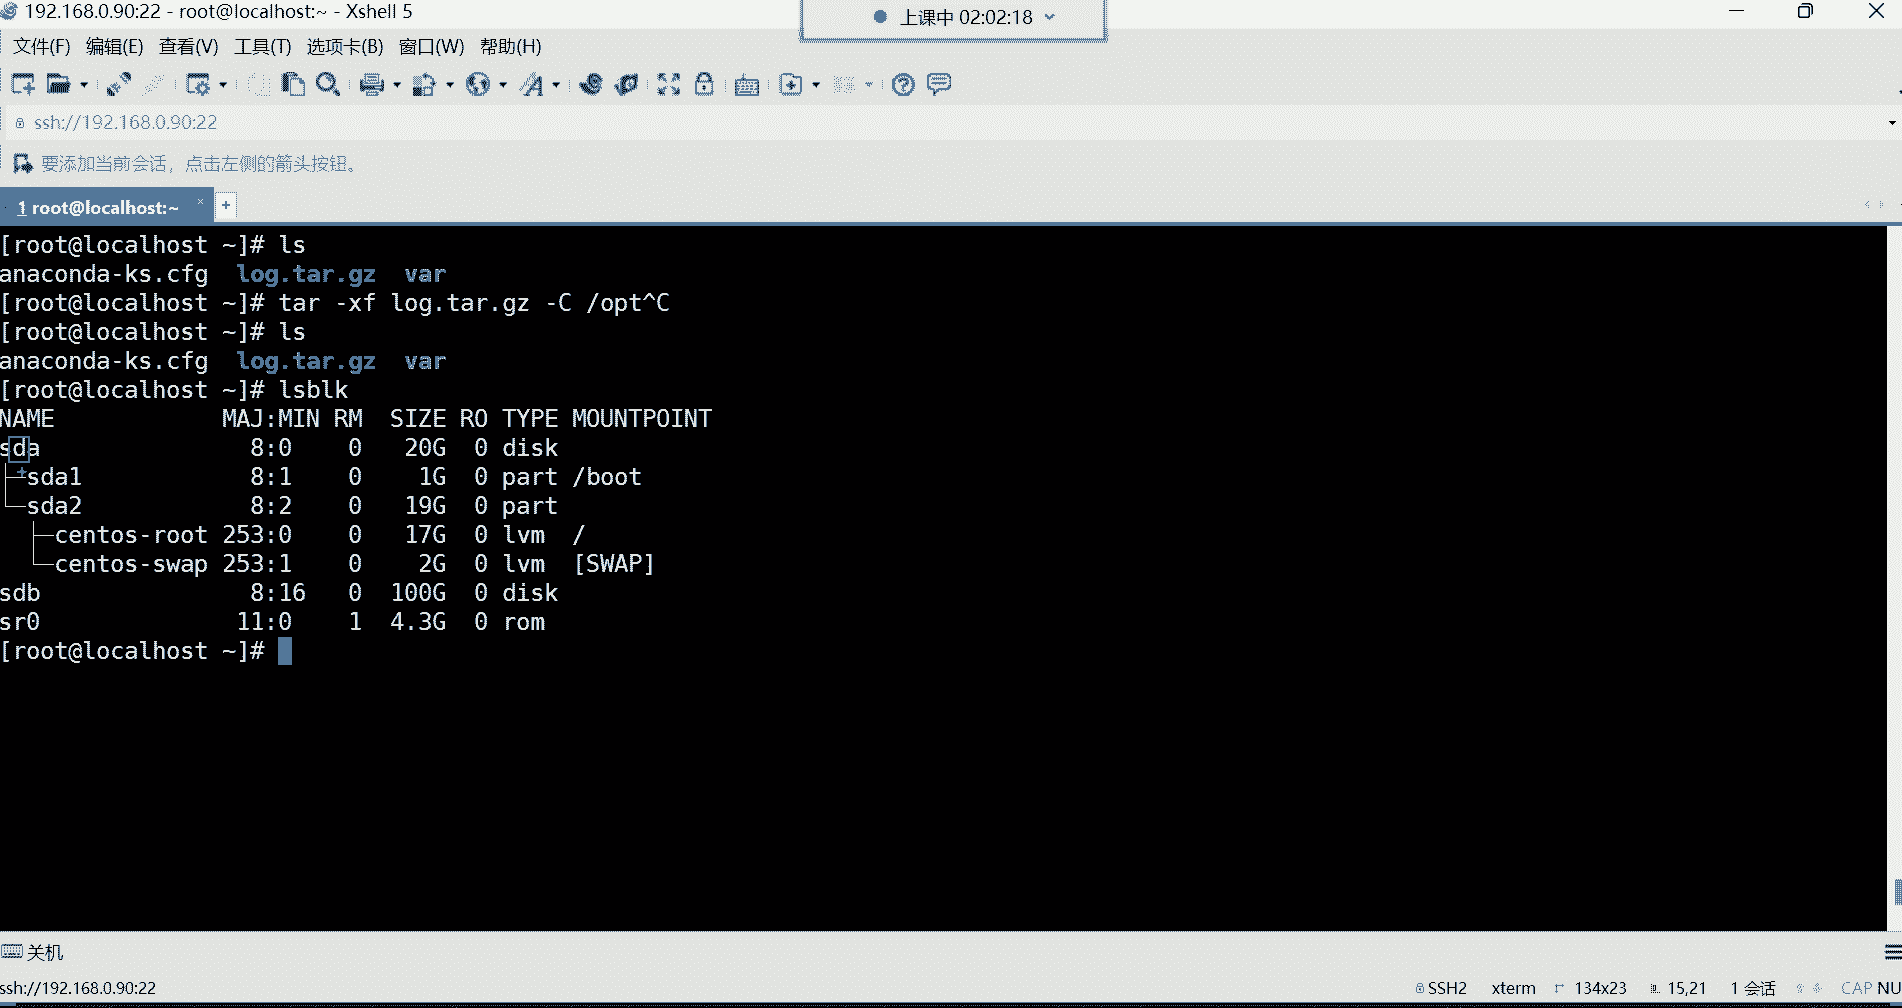 192.168.0.90:22 - root@localhost:~ - Xshell 5
上课中 02:02:18
文件(F) 编辑(E) 查看(V) 工具(T) 选项卡(B) 窗口(W) 帮助(H)
ssh://192.168.0.90:22
要添加当前会话，点击左侧的箭头按钮。
1 root@localhost:~ × +
[root@localhost ~]# ls
anaconda-ks.cfg  log.tar.gz  var
[root@localhost ~]# tar -xf log.tar.gz -C /opt^C
[root@localhost ~]# ls
anaconda-ks.cfg  log.tar.gz  var
[root@localhost ~]# lsblk
NAME            MAJ:MIN RM  SIZE RO TYPE MOUNTPOINT
sda               8:0    0   20G  0 disk
├─sda1            8:1    0    1G  0 part /boot
└─sda2            8:2    0   19G  0 part
  ├─centos-root 253:0    0   17G  0 lvm  /
  └─centos-swap 253:1    0    2G  0 lvm  [SWAP]
sdb               8:16   0  100G  0 disk
sr0              11:0    1  4.3G  0 rom
[root@localhost ~]#
关机
ssh://192.168.0.90:22 SSH2 xterm 134x23 15,21 1 会话 CAP NU